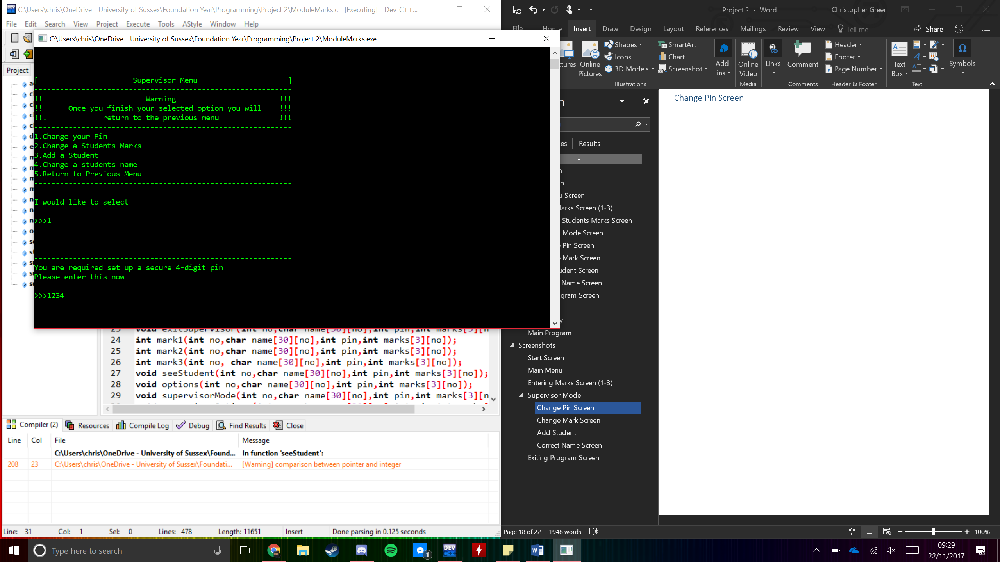 C:\Users\chris\OneDrive - University of Sussex\Foundation Year\Programming\Project 2\ModuleMarks.c - [Executing] - Dev-C++...
File Edit Search View Project Execute Tools AStyle Window Help
C:\Users\chris\OneDrive - University of Sussex\Foundation Year\Programming\Project 2\ModuleMarks.exe
Project
------------------------------------------------------------
[ Supervisor Menu ]
------------------------------------------------------------
!!! Warning !!!
!!! Once you finish your selected option you will !!!
!!! return to the previous menu !!!
------------------------------------------------------------
1.Change your Pin
2.Change a Students Marks
3.Add a Student
4.Change a students name
5.Return to Previous Menu
------------------------------------------------------------
I would like to select
>>>1
------------------------------------------------------------
You are required set up a secure 4-digit pin
Please enter this now
>>>1234
23 void exitSupervisor(int no,char name[30][no],int pin,int marks[3][n
24 int mark1(int no,char name[30][no],int pin,int marks[3][no]);
25 int mark2(int no,char name[30][no],int pin,int marks[3][no]);
26 int mark3(int no, char name[30][no],int pin,int marks[3][no]);
27 void seeStudent(int no,char name[30][no],int pin,int marks[3][no]);
28 void options(int no,char name[30][no],int pin,int marks[3][no]);
29 void supervisorMode(int no,char name[30][no],int pin,int marks[3][n
Compiler (2) Resources Compile Log Debug Find Results Close
Line Col File Message
C:\Users\chris\OneDrive - University of Sussex\Found... In function 'seeStudent':
208 23 C:\Users\chris\OneDrive - University of Sussex\Foundati... [Warning] comparison between pointer and integer
Line: 31 Col: 1 Sel: 0 Lines: 478 Length: 11651 Insert Done parsing in 0.125 seconds
Project 2 - Word Christopher Greer
File Home Insert Draw Design Layout References Mailings Review View Tell me Share
tures
Online Pictures
Shapes
Icons
3D Models
SmartArt
Chart
Screenshot
Illustrations
Add-ins
Online Video
Media
Links
Comment
Comments
Header
Footer
Page Number
Header & Footer
Text Box
Text
Symbols
Results
u Screen
arks Screen (1-3)
Students Marks Screen
r Mode Screen
Pin Screen
Mark Screen
udent Screen
Name Screen
gram Screen
y
Main Program
Screenshots
Start Screen
Main Menu
Entering Marks Screen (1-3)
Supervisor Mode
Change Pin Screen
Change Mark Screen
Add Student
Correct Name Screen
Exiting Program Screen
Change Pin Screen
Page 18 of 22 1948 words 100%
Type here to search
1
DEV C++
09:29
22/11/2017